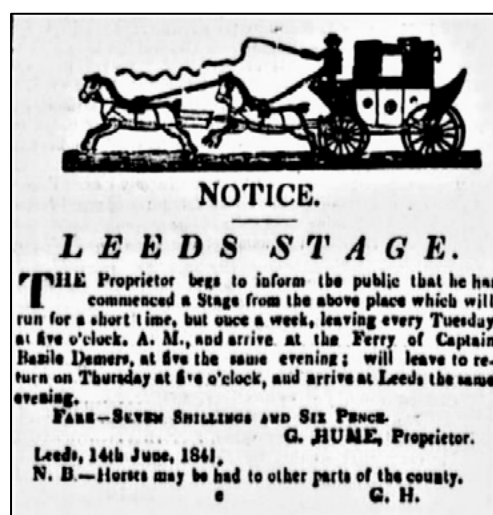 NOTICE.
LEEDS STAGE.
THE Proprietor begs to inform the public that he has
commenced a Stage from the above place which will
run for a short time, but once a week, leaving every Tuesday
at five o'clock, A. M., and arrive at the Ferry of Captain
Bazile Demers, at five the same evening; will leave to re-
turn on Thursday at five o'clock, and arrive at Leeds the same
evening.
FARE—SEVEN SHILLINGS AND SIX PENCE.
G. HUME, Proprietor.
Leeds, 14th June, 1841.
N. B.—Horses may be had to other parts of the county.
e G. H.